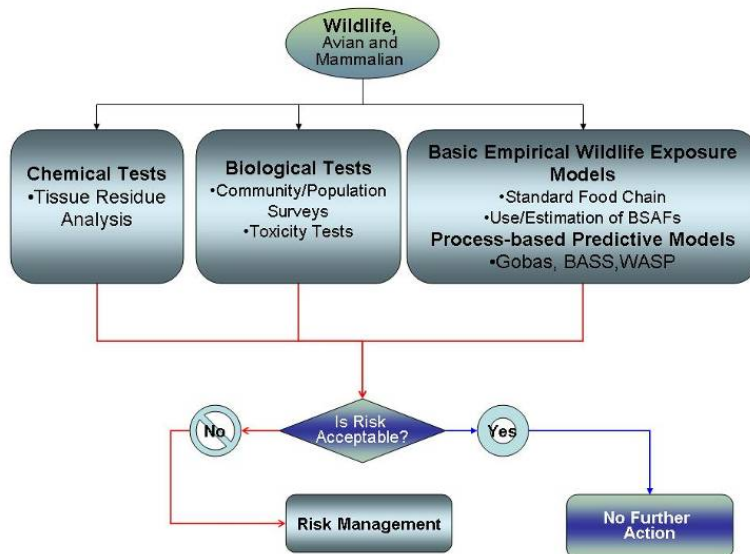 Wildlife,
Avian and
Mammalian
Chemical Tests
•Tissue Residue
Analysis
Biological Tests
•Community/Population
Surveys
•Toxicity Tests
Basic Empirical Wildlife Exposure
Models
•Standard Food Chain
•Use/Estimation of BSAFs
Process-based Predictive Models
•Gobas, BASS,WASP
No
Is Risk
Acceptable?
Yes
Risk Management
No Further
Action